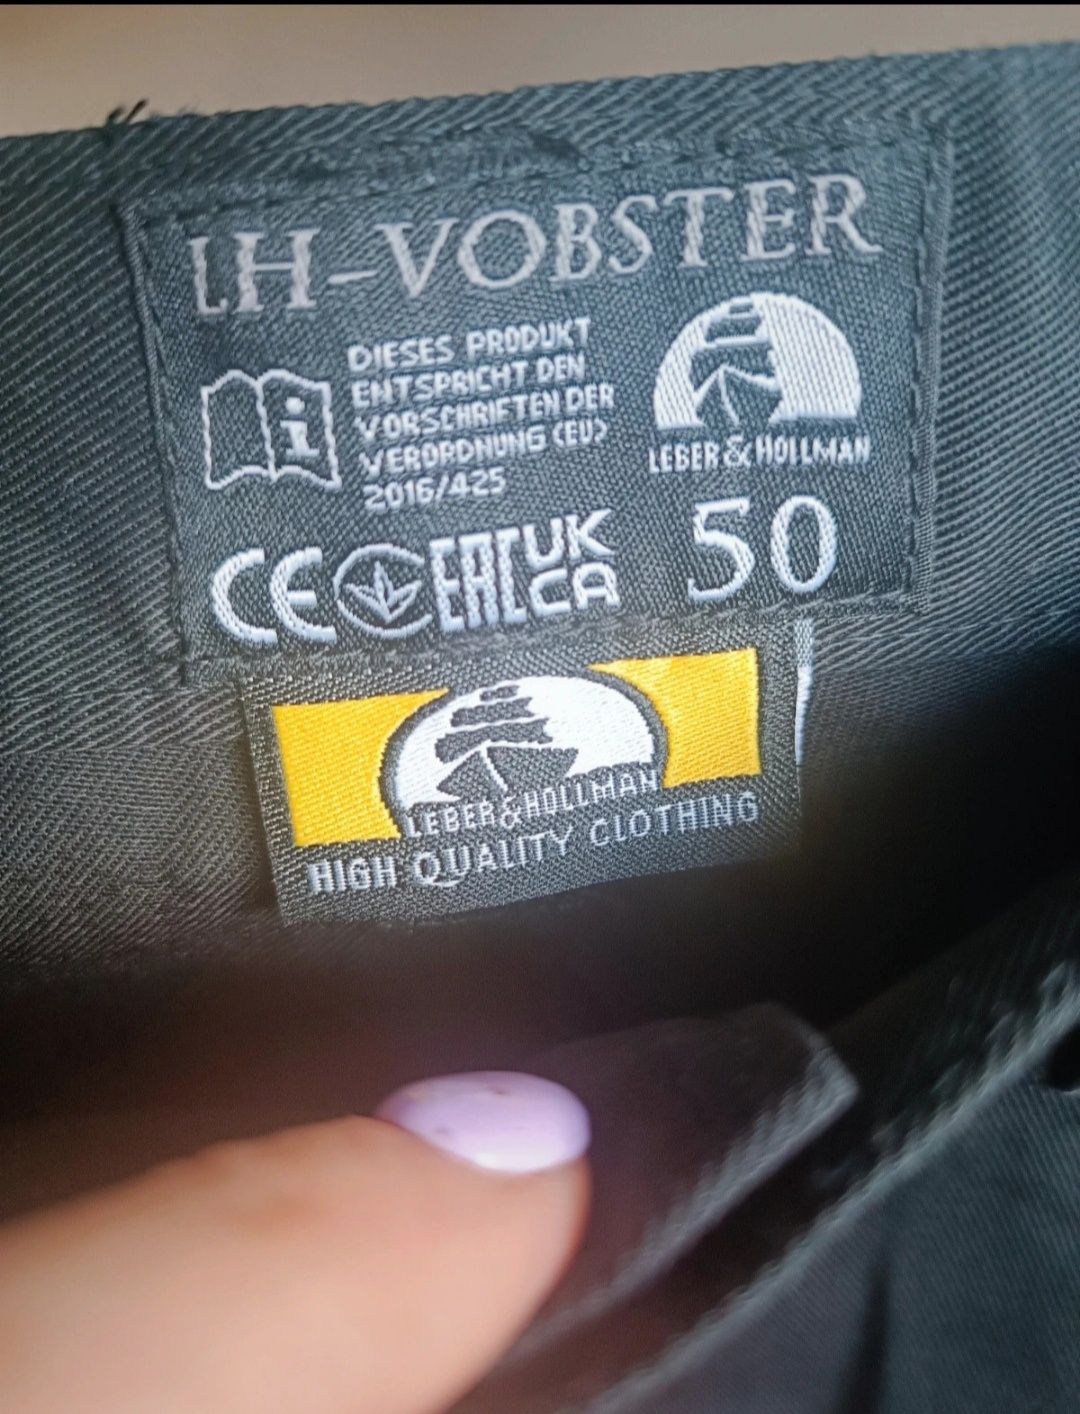 LH-VOBSTER
DIESES PRODUKT
ENTSPRICHT DEN
VORSCHRIFTEN DER
VERORDNUNG (EU)
2016/425
i
LEBER & HOLLMAN
CE EAC UK
CA
50
LEBER & HOLLMAN
HIGH QUALITY CLOTHING